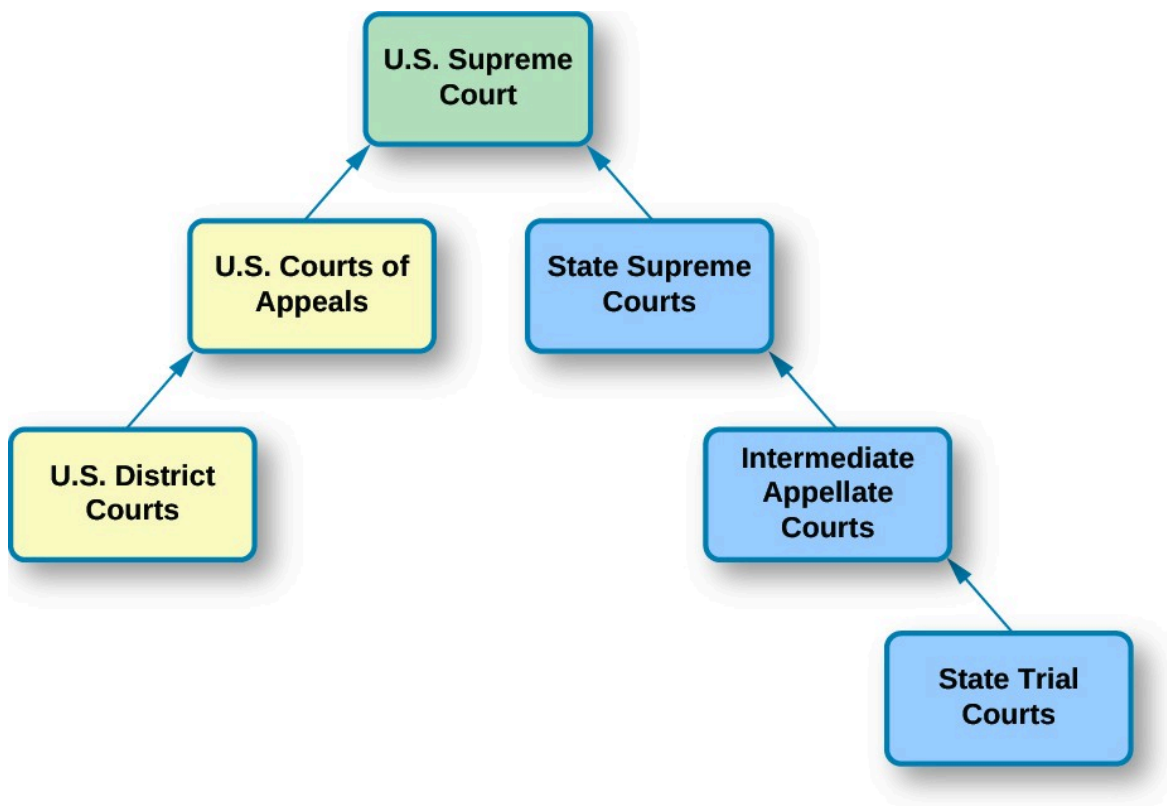 U.S. Supreme
Court
U.S. Courts of
Appeals
State Supreme
Courts
U.S. District
Courts
Intermediate
Appellate
Courts
State Trial
Courts